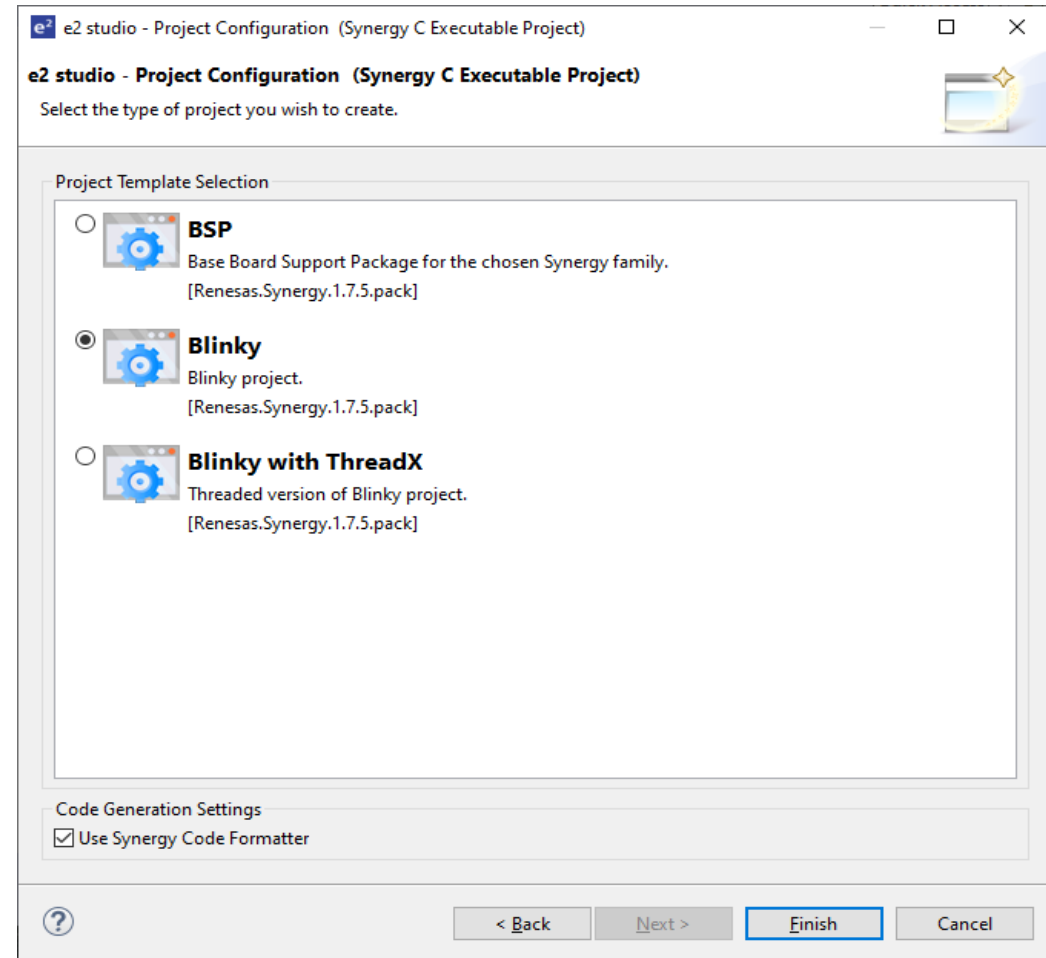 e² e2 studio - Project Configuration (Synergy C Executable Project)
e2 studio - Project Configuration (Synergy C Executable Project)
Select the type of project you wish to create.
Project Template Selection
BSP
Base Board Support Package for the chosen Synergy family.
[Renesas.Synergy.1.7.5.pack]
Blinky
Blinky project.
[Renesas.Synergy.1.7.5.pack]
Blinky with ThreadX
Threaded version of Blinky project.
[Renesas.Synergy.1.7.5.pack]
Code Generation Settings
Use Synergy Code Formatter
? < Back Next > Finish Cancel